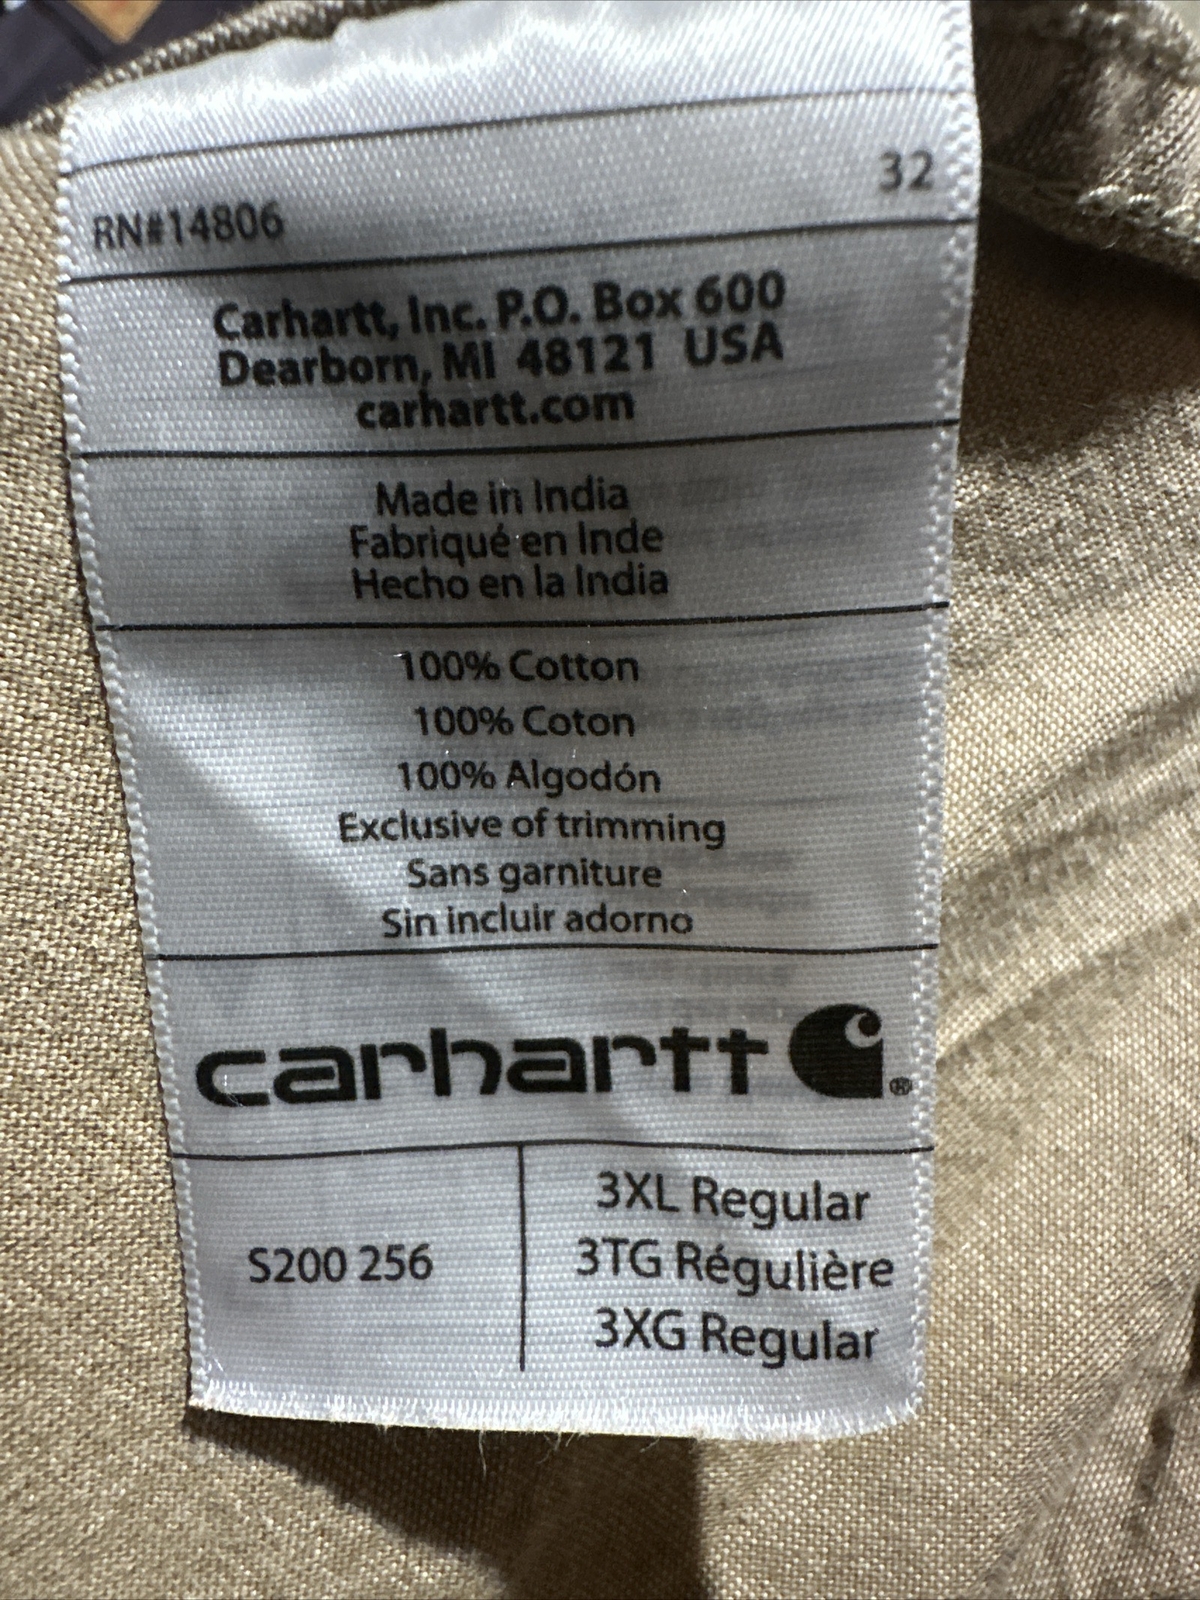 32
RN#14806
Carhartt, Inc. P.O. Box 600
Dearborn, MI 48121 USA
carhartt.com
Made in India
Fabriqué en Inde
Hecho en la India
100% Cotton
100% Coton
100% Algodón
Exclusive of trimming
Sans garniture
Sin incluir adorno
carhartt ®
S200 256
3XL Regular
3TG Régulière
3XG Regular